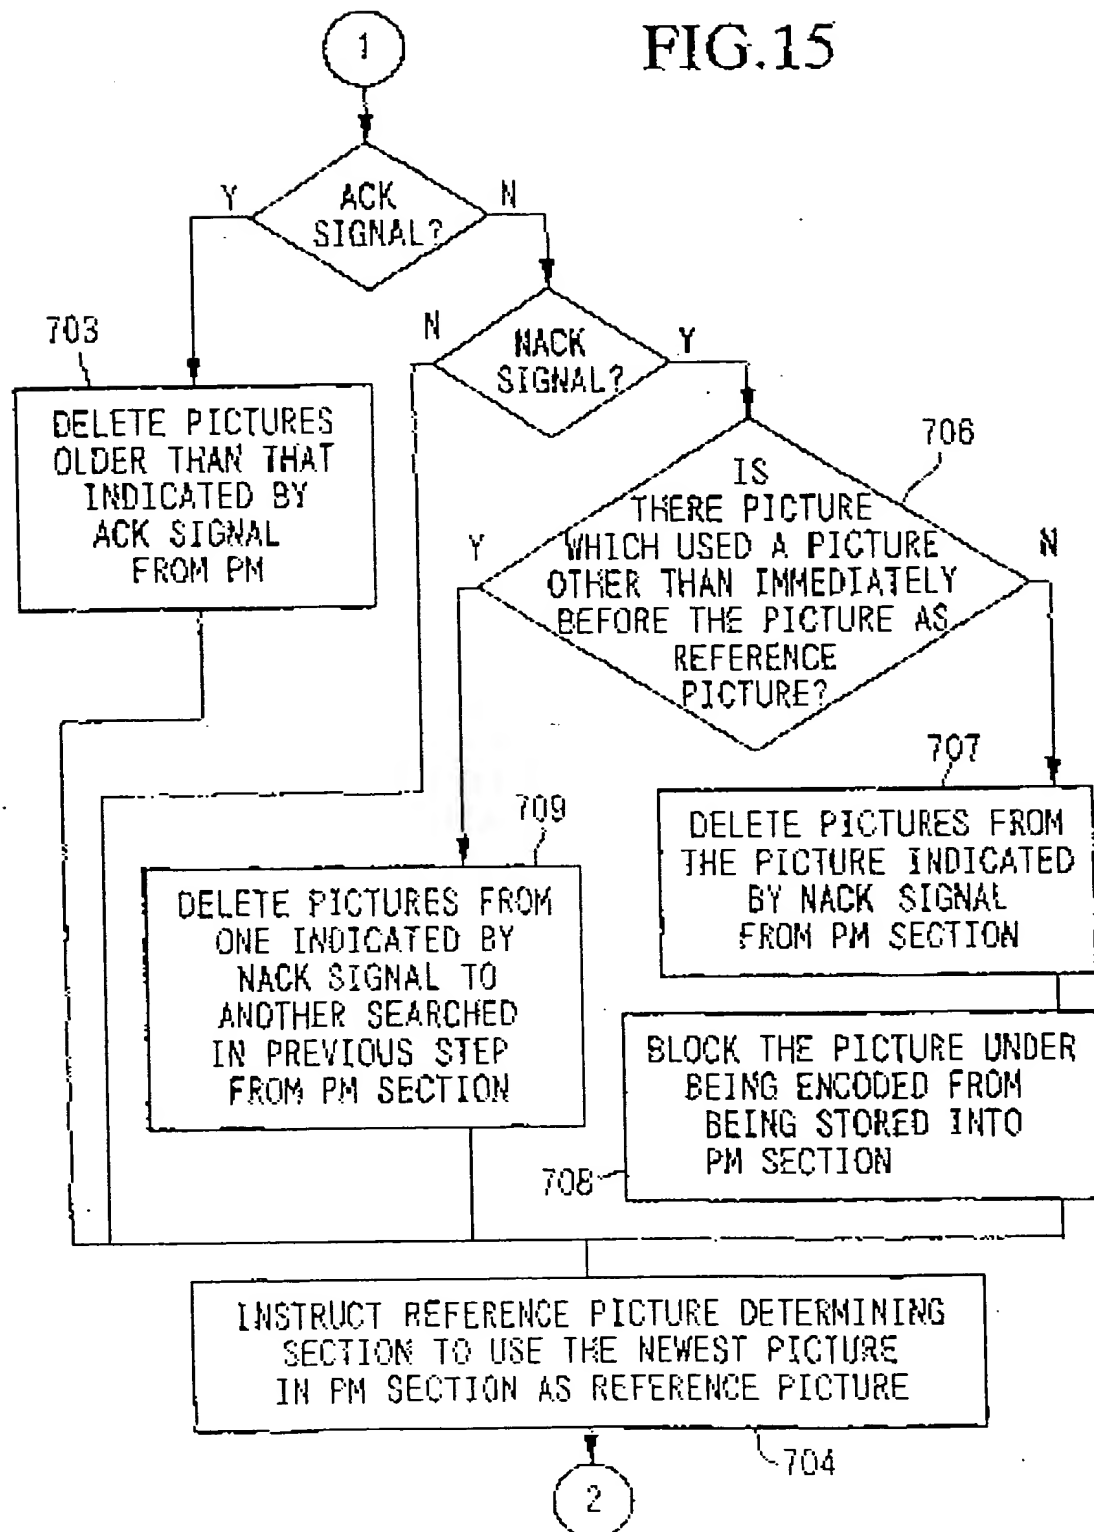 FIG.15
1
ACK
SIGNAL?
Y
N
NACK
SIGNAL?
N
Y
703
DELETE PICTURES
OLDER THAN THAT
INDICATED BY
ACK SIGNAL
FROM PM
706
IS
THERE PICTURE
WHICH USED A PICTURE
OTHER THAN IMMEDIATELY
BEFORE THE PICTURE AS
REFERENCE
PICTURE?
Y
N
709
DELETE PICTURES FROM
ONE INDICATED BY
NACK SIGNAL TO
ANOTHER SEARCHED
IN PREVIOUS STEP
FROM PM SECTION
707
DELETE PICTURES FROM
THE PICTURE INDICATED
BY NACK SIGNAL
FROM PM SECTION
BLOCK THE PICTURE UNDER
BEING ENCODED FROM
BEING STORED INTO
PM SECTION
708
INSTRUCT REFERENCE PICTURE DETERMINING
SECTION TO USE THE NEWEST PICTURE
IN PM SECTION AS REFERENCE PICTURE
704
2